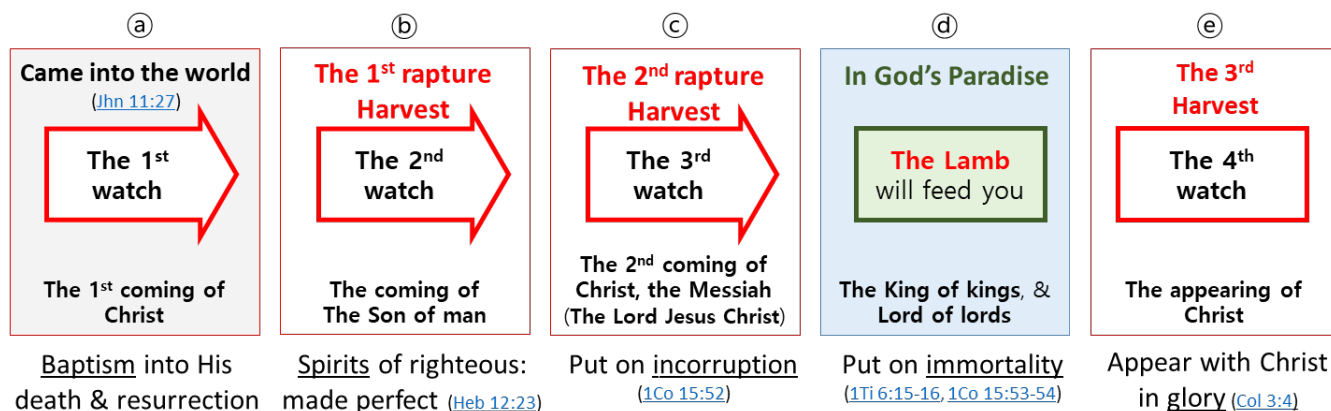 ⓐ
Came into the world
(Jhn 11:27)
The 1st
watch
The 1st coming of
Christ
Baptism into His
death & resurrection
ⓑ
The 1st rapture
Harvest
The 2nd
watch
The coming of
The Son of man
Spirits of righteous:
made perfect (Heb 12:23)
ⓒ
The 2nd rapture
Harvest
The 3rd
watch
The 2nd coming of
Christ, the Messiah
(The Lord Jesus Christ)
Put on incorruption
(1Co 15:52)
ⓓ
In God's Paradise
The Lamb
will feed you
The King of kings, &
Lord of lords
Put on immortality
(1Ti 6:15-16, 1Co 15:53-54)
ⓔ
The 3rd
Harvest
The 4th
watch
The appearing of
Christ
Appear with Christ
in glory (Col 3:4)